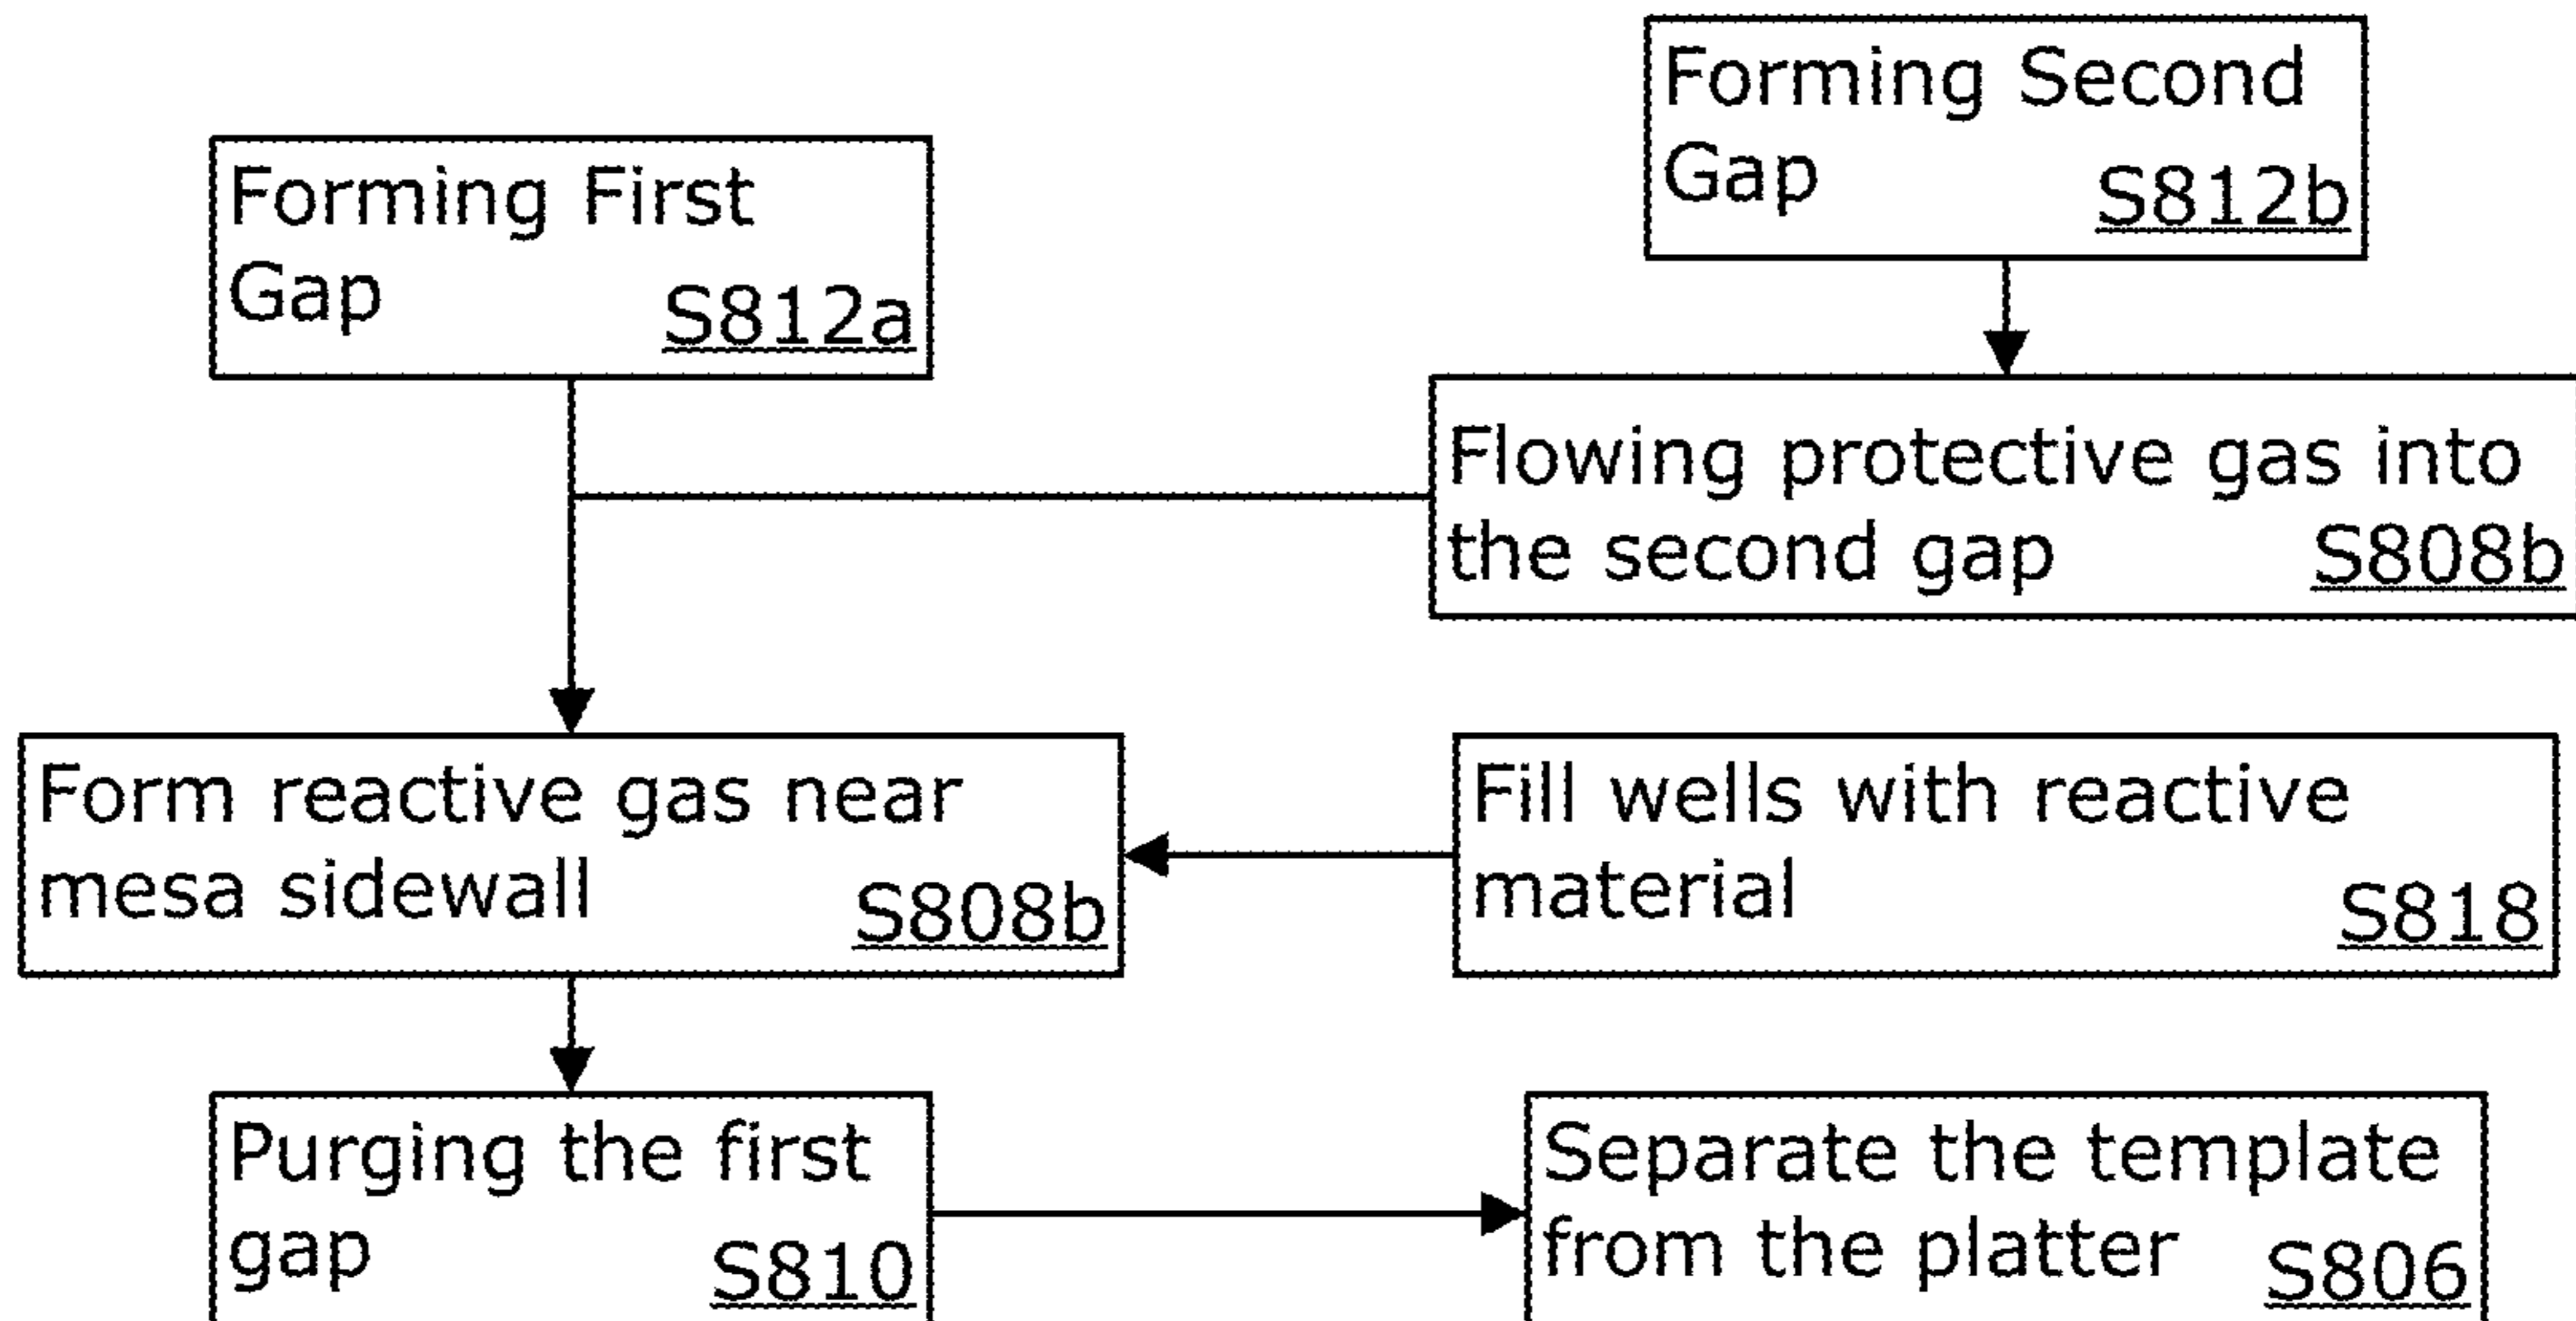 Forming Second
Gap S812b
Forming First
Gap S812a
Flowing protective gas into
the second gap S808b
Form reactive gas near
mesa sidewall S808b
Fill wells with reactive
material S818
Purging the first
gap S810
Separate the template
from the platter S806